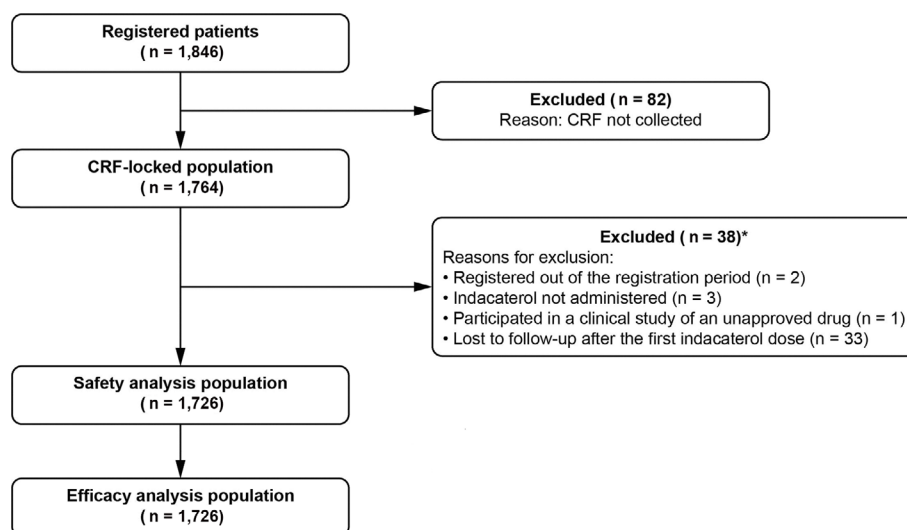 Registered patients
( n = 1,846)
Excluded ( n = 82)
Reason: CRF not collected
CRF-locked population
( n = 1,764)
Excluded ( n = 38)*
Reasons for exclusion:
• Registered out of the registration period (n = 2)
• Indacaterol not administered (n = 3)
• Participated in a clinical study of an unapproved drug (n = 1)
• Lost to follow-up after the first indacaterol dose (n = 33)
Safety analysis population
( n = 1,726)
Efficacy analysis population
( n = 1,726)